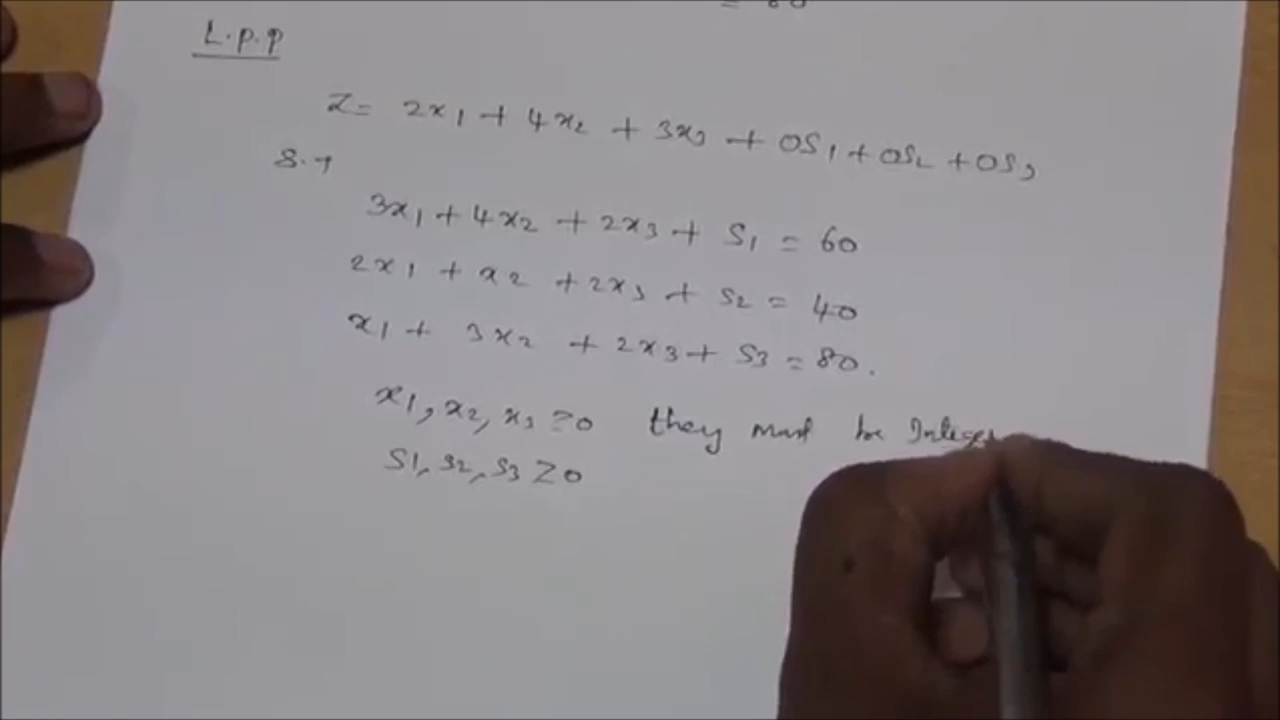 L.p.p
Z= 2x1 + 4x2 + 3x3 + 0S1 + 0S2 + 0S3
S.t
3x1 + 4x2 + 2x3 + S1 = 60
2x1 + x2 + 2x3 + S2 = 40
x1 + 3x2 + 2x3 + S3 = 80.
x1, x2, x3 ≥0 they must be Intege
S1, S2, S3 ≥0